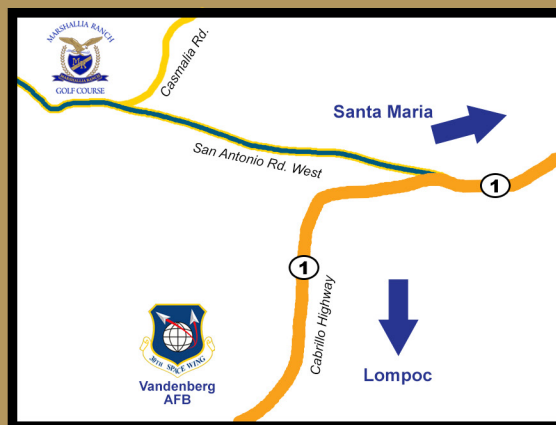 MARSHALLIA RANCH
GOLF COURSE
Casmalia Rd.
Santa Maria
San Antonio Rd. West
1
1
Cabrillo Highway
30TH SPACE WING
Vandenberg
AFB
Lompoc